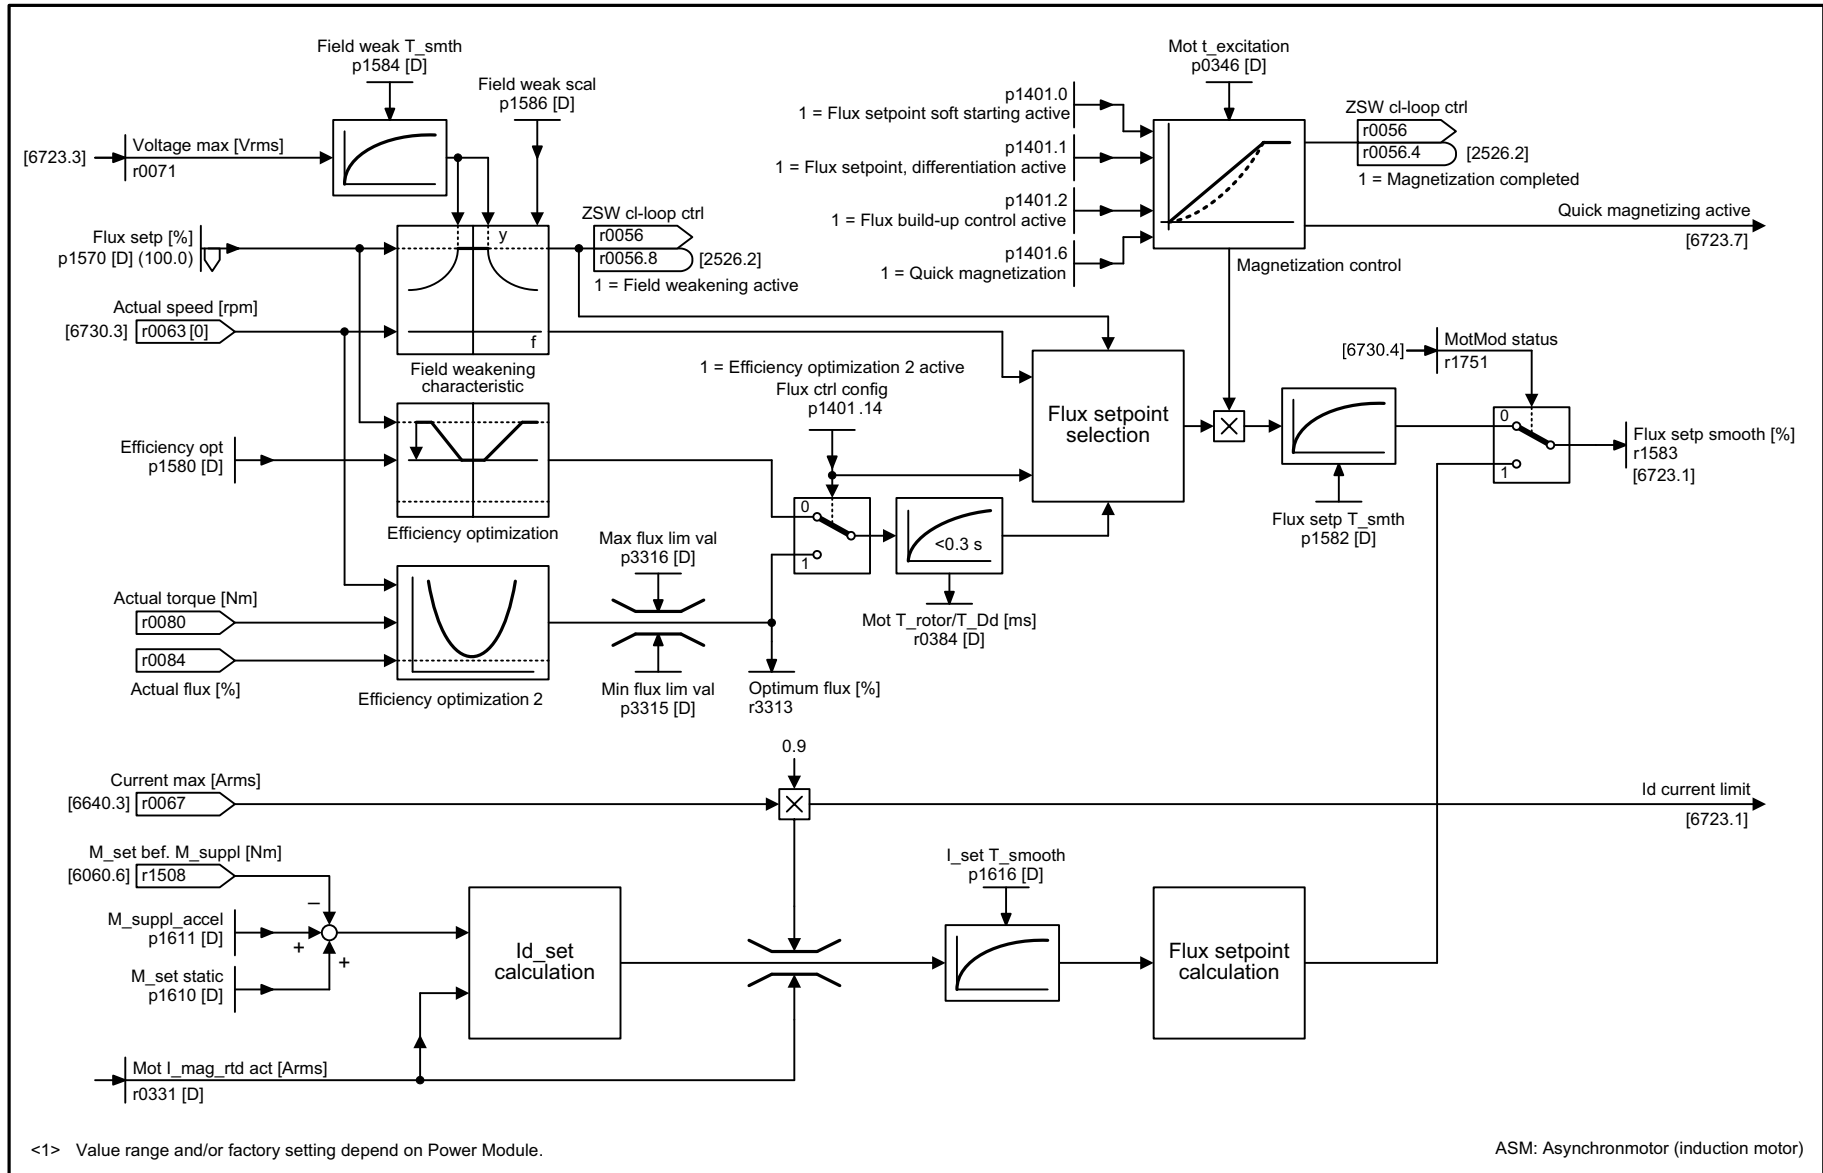 Field weak T_smth
p1584 [D]
Field weak scal
p1586 [D]
Mot t_excitation
p0346 [D]
p1401.0
1 = Flux setpoint soft starting active
p1401.1
1 = Flux setpoint, differentiation active
p1401.2
1 = Flux build-up control active
p1401.6
1 = Quick magnetization
ZSW cl-loop ctrl
r0056
r0056.4
[2526.2]
1 = Magnetization completed
Quick magnetizing active
[6723.7]
Magnetization control
[6723.3]
Voltage max [Vrms]
r0071
Flux setp [%]
p1570 [D] (100.0)
y
f
ZSW cl-loop ctrl
r0056
r0056.8
[2526.2]
1 = Field weakening active
Actual speed [rpm]
[6730.3]
r0063 [0]
Field weakening
characteristic
1 = Efficiency optimization 2 active
Flux ctrl config
p1401.14
Flux setpoint
selection
[6730.4]
MotMod status
r1751
0
1
Flux setp smooth [%]
r1583
[6723.1]
Flux setp T_smth
p1582 [D]
Efficiency opt
p1580 [D]
Efficiency optimization
0
1
<0.3 s
Mot T_rotor/T_Dd [ms]
r0384 [D]
Max flux lim val
p3316 [D]
Actual torque [Nm]
r0080
r0084
Actual flux [%]
Efficiency optimization 2
Min flux lim val
p3315 [D]
Optimum flux [%]
r3313
0.9
Current max [Arms]
[6640.3]
r0067
Id current limit
[6723.1]
M_set bef. M_suppl [Nm]
[6060.6]
r1508
–
M_suppl_accel
p1611 [D]
+
+
M_set static
p1610 [D]
Id_set
calculation
I_set T_smooth
p1616 [D]
Flux setpoint
calculation
Mot I_mag_rtd act [Arms]
r0331 [D]
<1> Value range and/or factory setting depend on Power Module.
ASM: Asynchronmotor (induction motor)